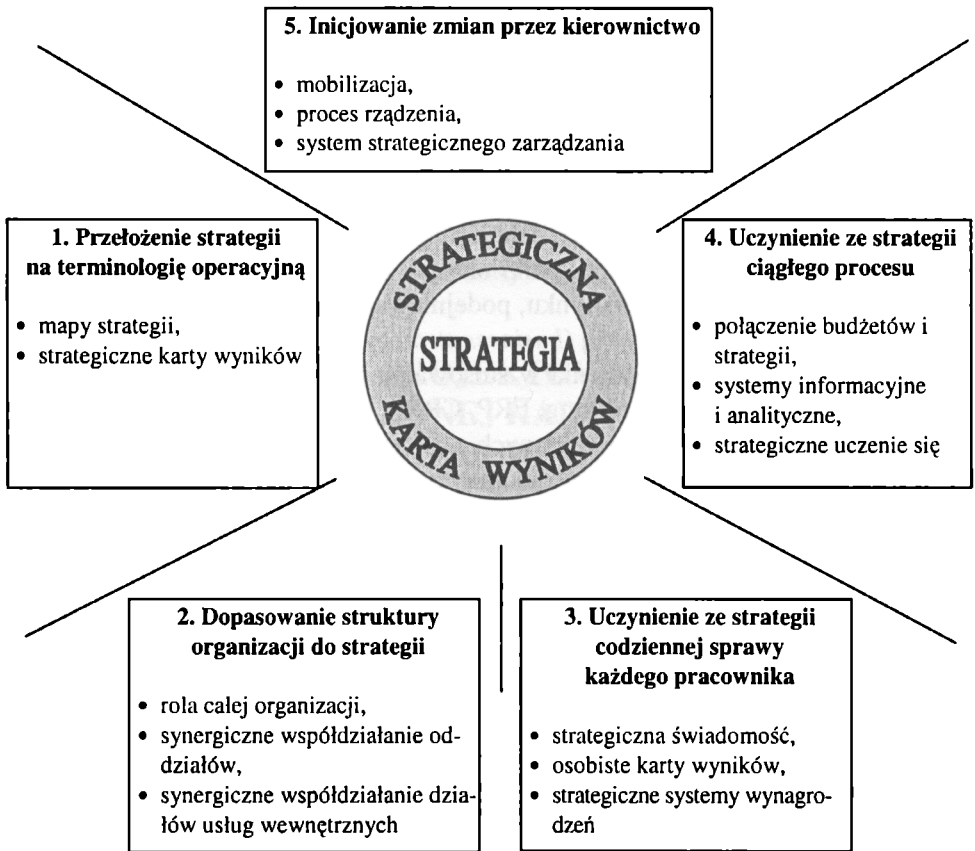 5. Inicjowanie zmian przez kierownictwo
• mobilizacja,
• proces rządzenia,
• system strategicznego zarządzania
1. Przełożenie strategii
na terminologię operacyjną
• mapy strategii,
• strategiczne karty wyników
STRATEGICZNA
STRATEGIA
KARTA WYNIKÓW
4. Uczynienie ze strategii
ciągłego procesu
• połączenie budżetów i
strategii,
• systemy informacyjne
i analityczne,
• strategiczne uczenie się
2. Dopasowanie struktury
organizacji do strategii
• rola całej organizacji,
• synergiczne współdziałanie od-
działów,
• synergiczne współdziałanie dzia-
łów usług wewnętrznych
3. Uczynienie ze strategii
codziennej sprawy
każdego pracownika
• strategiczna świadomość,
• osobiste karty wyników,
• strategiczne systemy wynagro-
dzeń